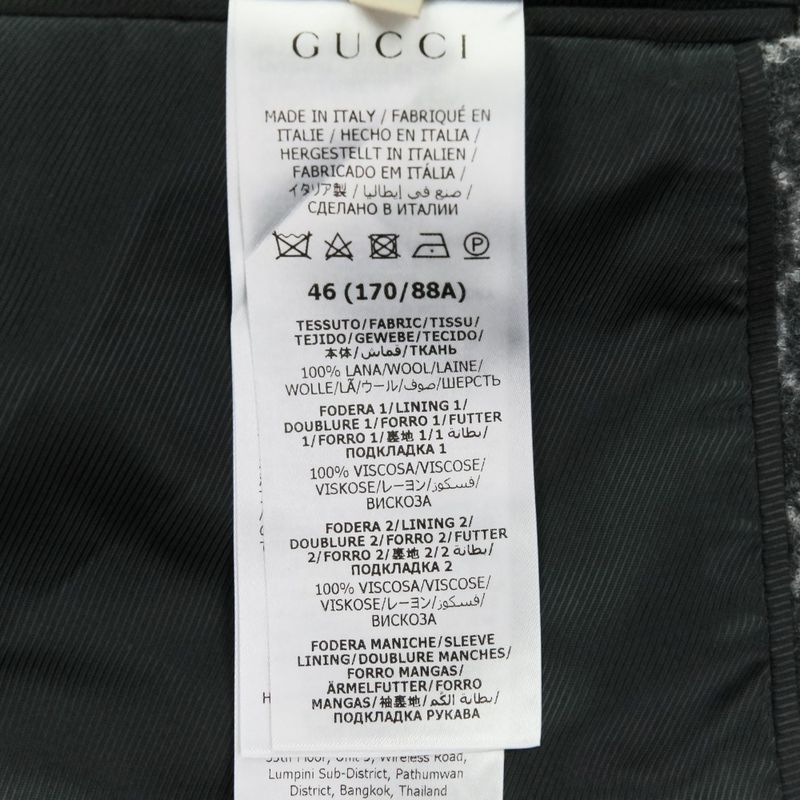 GUCCI
MADE IN ITALY / FABRIQUÉ EN
ITALIE / HECHO EN ITALIA /
HERGESTELLT IN ITALIEN /
FABRICADO EM ITÁLIA /
イタリア製 / صنع في إيطاليا /
СДЕЛАНО В ИТАЛИИ
P
46 (170/88A)
TESSUTO/FABRIC/TISSU/
TEJIDO/GEWEBE/TECIDO/
本体/قماش/ТКАНЬ
100% LANA/WOOL/LAINE/
WOLLE/LÃ/ウール/صوف/ШЕРСТЬ
FODERA 1/LINING 1/
DOUBLURE 1/FORRO 1/FUTTER
1/FORRO 1/裏地 1/بطانة 1/
ПОДКЛАДКА 1
100% VISCOSA/VISCOSE/
VISKOSE/レーヨン/فسكوز/
ВИСКОЗА
FODERA 2/LINING 2/
DOUBLURE 2/FORRO 2/FUTTER
2/FORRO 2/裏地 2/بطانة 2/
ПОДКЛАДКА 2
100% VISCOSA/VISCOSE/
VISKOSE/レーヨン/فسكوز/
ВИСКОЗА
FODERA MANICHE/SLEEVE
LINING/DOUBLURE MANCHES/
FORRO MANGAS/
ÄRMELFUTTER/FORRO
MANGAS/袖裏地/بطانة الكم/
ПОДКЛАДКА РУКАВА
Floor, Wireless Road,
Lumpini Sub-District, Pathumwan
District, Bangkok, Thailand